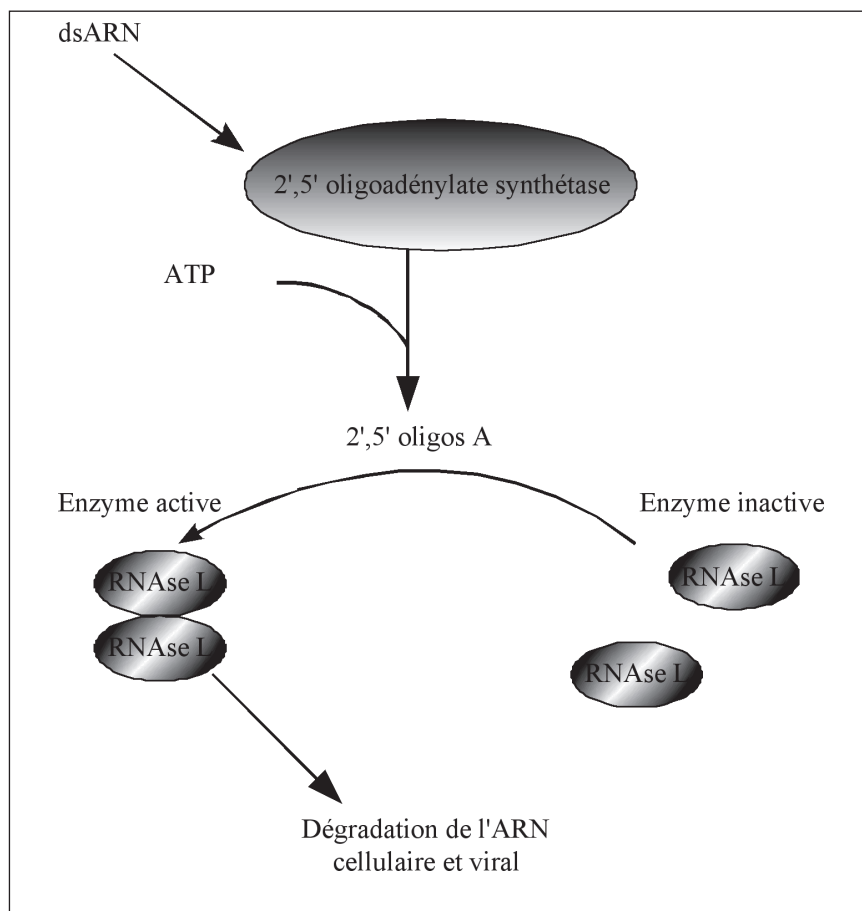 dsARN
2',5' oligoadénylate synthétase
ATP
2',5' oligos A
Enzyme active
Enzyme inactive
RNAse L
RNAse L
RNAse L
RNAse L
Dégradation de l'ARN
cellulaire et viral